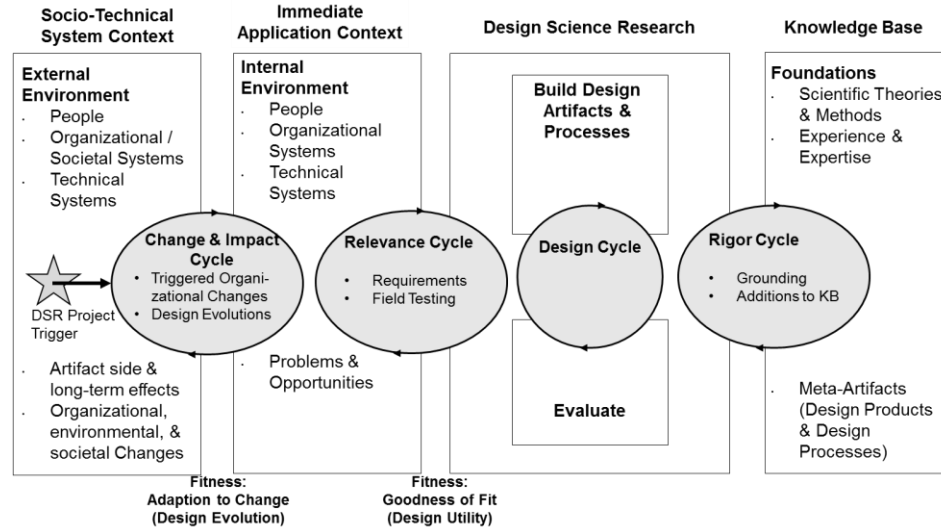 Socio-Technical
System Context
External
Environment
· People
· Organizational /
Societal Systems
· Technical
Systems
DSR Project
Trigger
· Artifact side &
long-term effects
· Organizational,
environmental, &
societal Changes
Change & Impact
Cycle
• Triggered Organi-
zational Changes
• Design Evolutions
Fitness:
Adaption to Change
(Design Evolution)
Immediate
Application Context
Internal
Environment
· People
· Organizational
Systems
· Technical
Systems
· Problems &
Opportunities
Relevance Cycle
• Requirements
• Field Testing
Fitness:
Goodness of Fit
(Design Utility)
Design Science Research
Build Design
Artifacts &
Processes
Design Cycle
Evaluate
Rigor Cycle
• Grounding
• Additions to KB
Knowledge Base
Foundations
· Scientific Theories
& Methods
· Experience &
Expertise
· Meta-Artifacts
(Design Products
& Design
Processes)